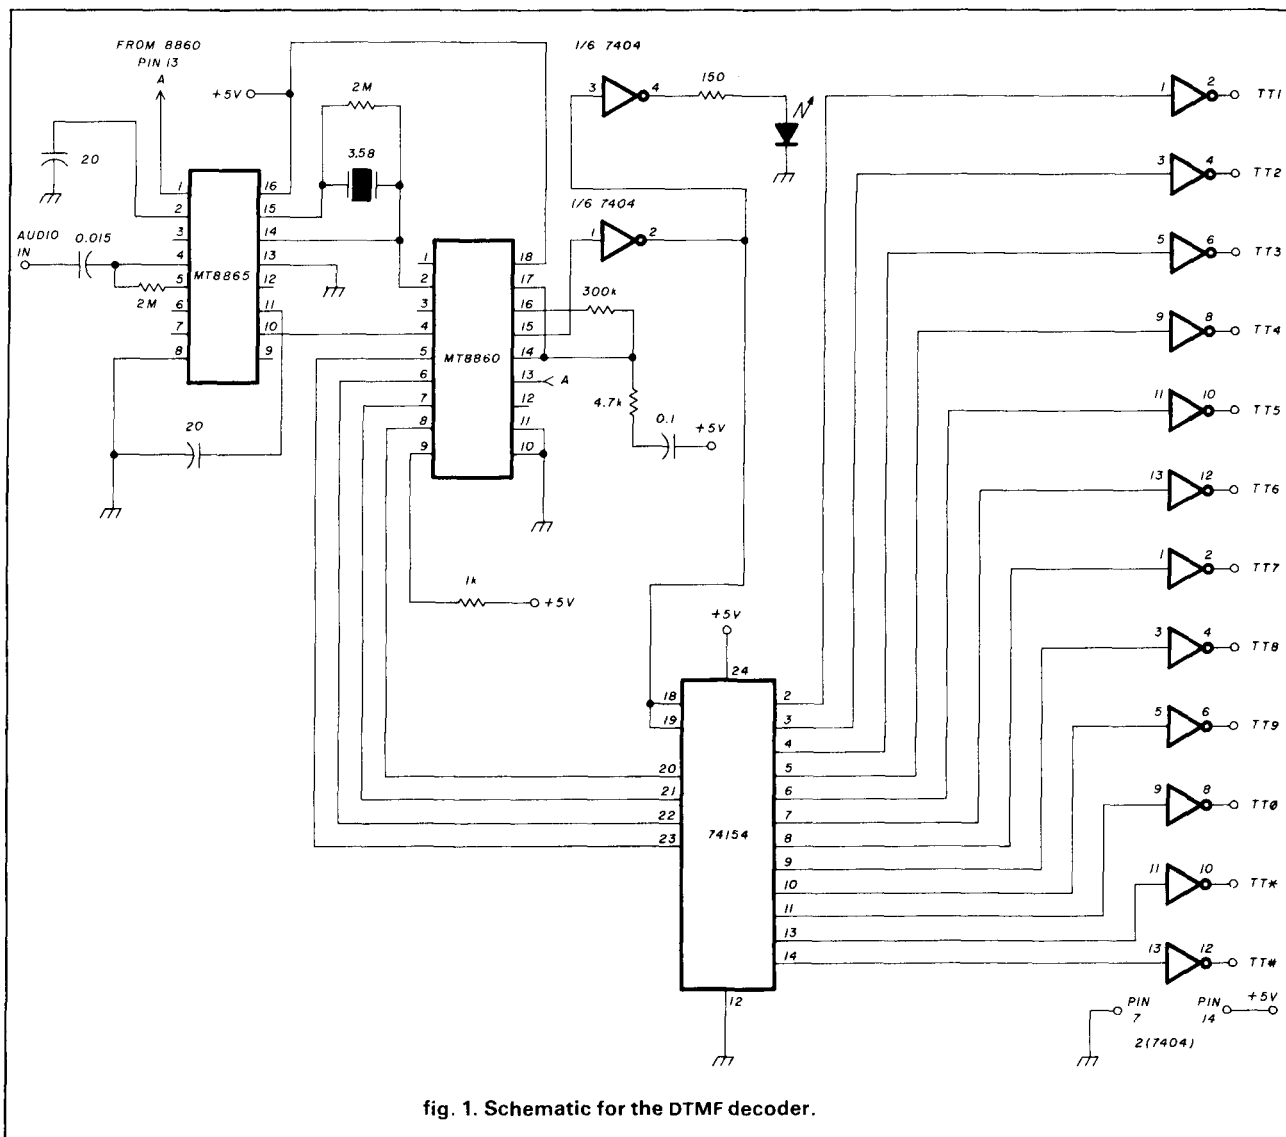 FROM 8860
PIN 13
A
+5V
2M
3.58
20
1
2
3
4
5
6
7
8
16
15
14
13
12
11
10
9
MT8865
AUDIO
IN
0.015
2M
20
1
2
3
4
5
6
7
8
9
18
17
16
15
14
13
12
11
10
MT8860
A
300k
4.7k
0.1
+5V
1k
+5V
1/6 7404
3
4
150
1/6 7404
1
2
+5V
24
18
19
20
21
22
23
74154
2
3
4
5
6
7
8
9
10
11
13
14
12
1 2 TT1
3 4 TT2
5 6 TT3
9 8 TT4
11 10 TT5
13 12 TT6
1 2 TT7
3 4 TT8
5 6 TT9
9 8 TTØ
11 10 TT*
13 12 TT#
PIN
7
PIN
14
+5V
2(7404)
fig. 1. Schematic for the DTMF decoder.